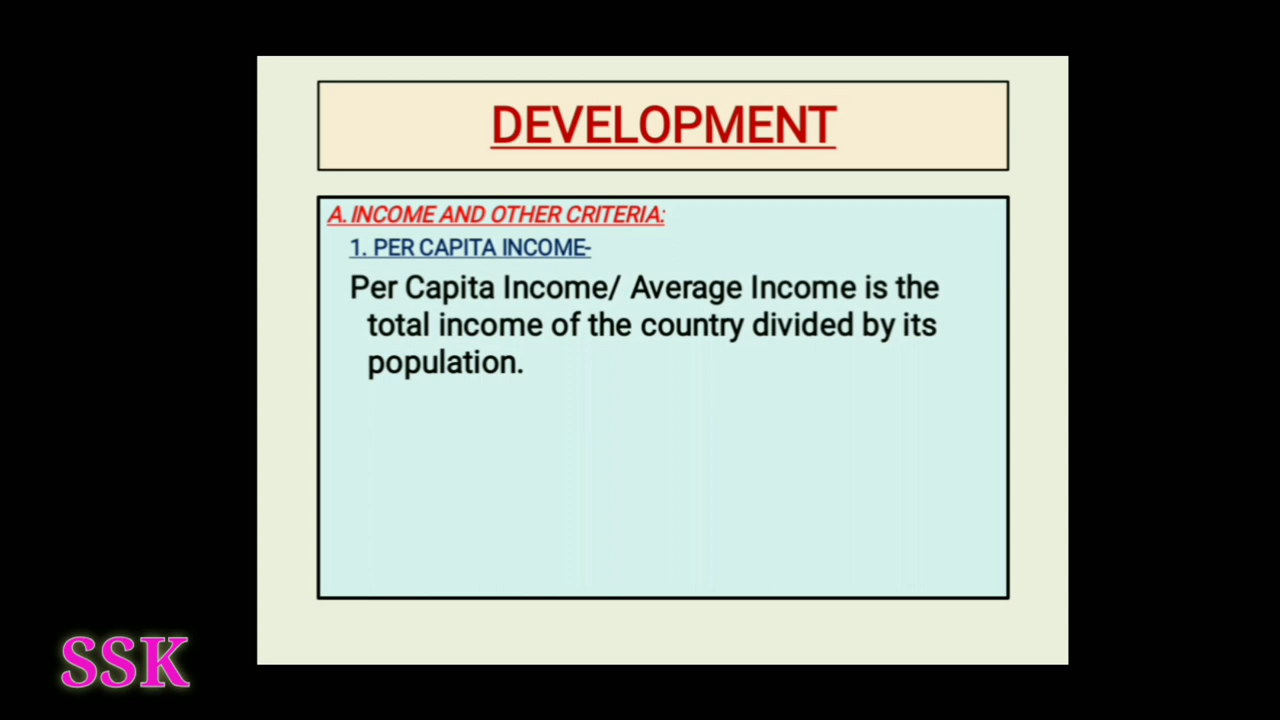 DEVELOPMENT
A. INCOME AND OTHER CRITERIA:
1. PER CAPITA INCOME-
Per Capita Income/ Average Income is the
total income of the country divided by its
population.
SSK